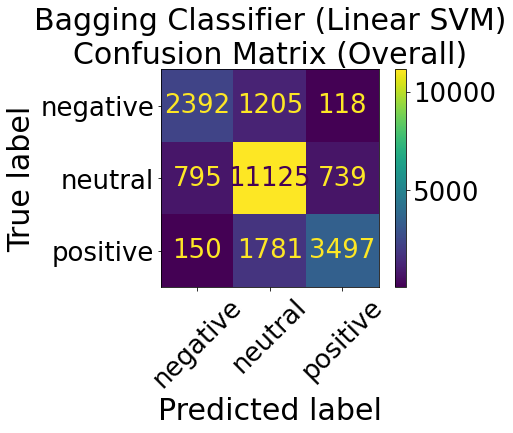 Bagging Classifier (Linear SVM)
Confusion Matrix (Overall)
True label
negative 2392 1205 118
neutral 795 11125 739
positive 150 1781 3497
10000
5000
negative neutral positive
Predicted label